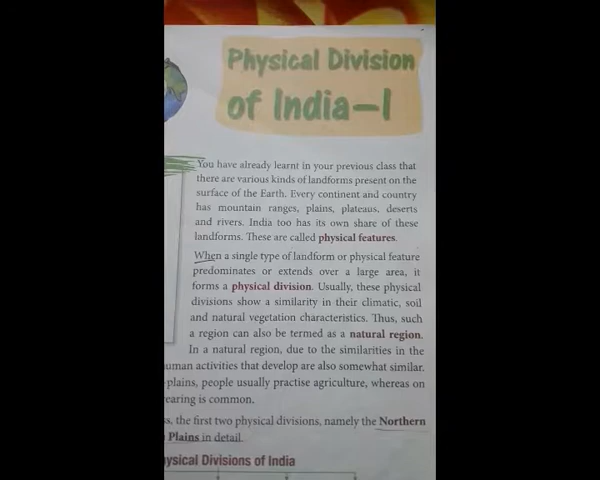 Physical Division
of India—I
You have already learnt in your previous class that
there are various kinds of landforms present on the
surface of the Earth. Every continent and country
has mountain ranges, plains, plateaus, deserts
and rivers. India too has its own share of these
landforms. These are called physical features.
When a single type of landform or physical feature
predominates or extends over a large area, it
forms a physical division. Usually, these physical
divisions show a similarity in their climatic, soil
and natural vegetation characteristics. Thus, such
a region can also be termed as a natural region.
In a natural region, due to the similarities in the
activities that develop are also somewhat similar.
plains, people usually practise agriculture, whereas on
is common.
the first two physical divisions, namely the Northern
Plains in detail.
Divisions of India